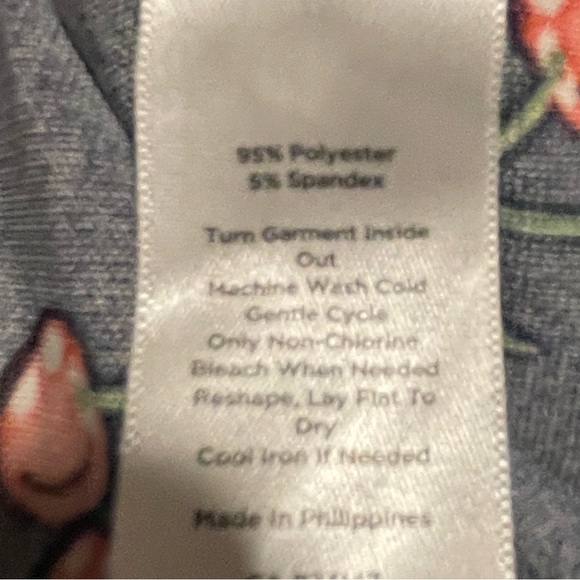 95% Polyester
5% Spandex
Turn Garment Inside
Out
Machine Wash Cold
Gentle Cycle
Only Non-Chlorine
Bleach When Needed
Reshape, Lay Flat To
Dry
Cool Iron If Needed
Made In Philippines